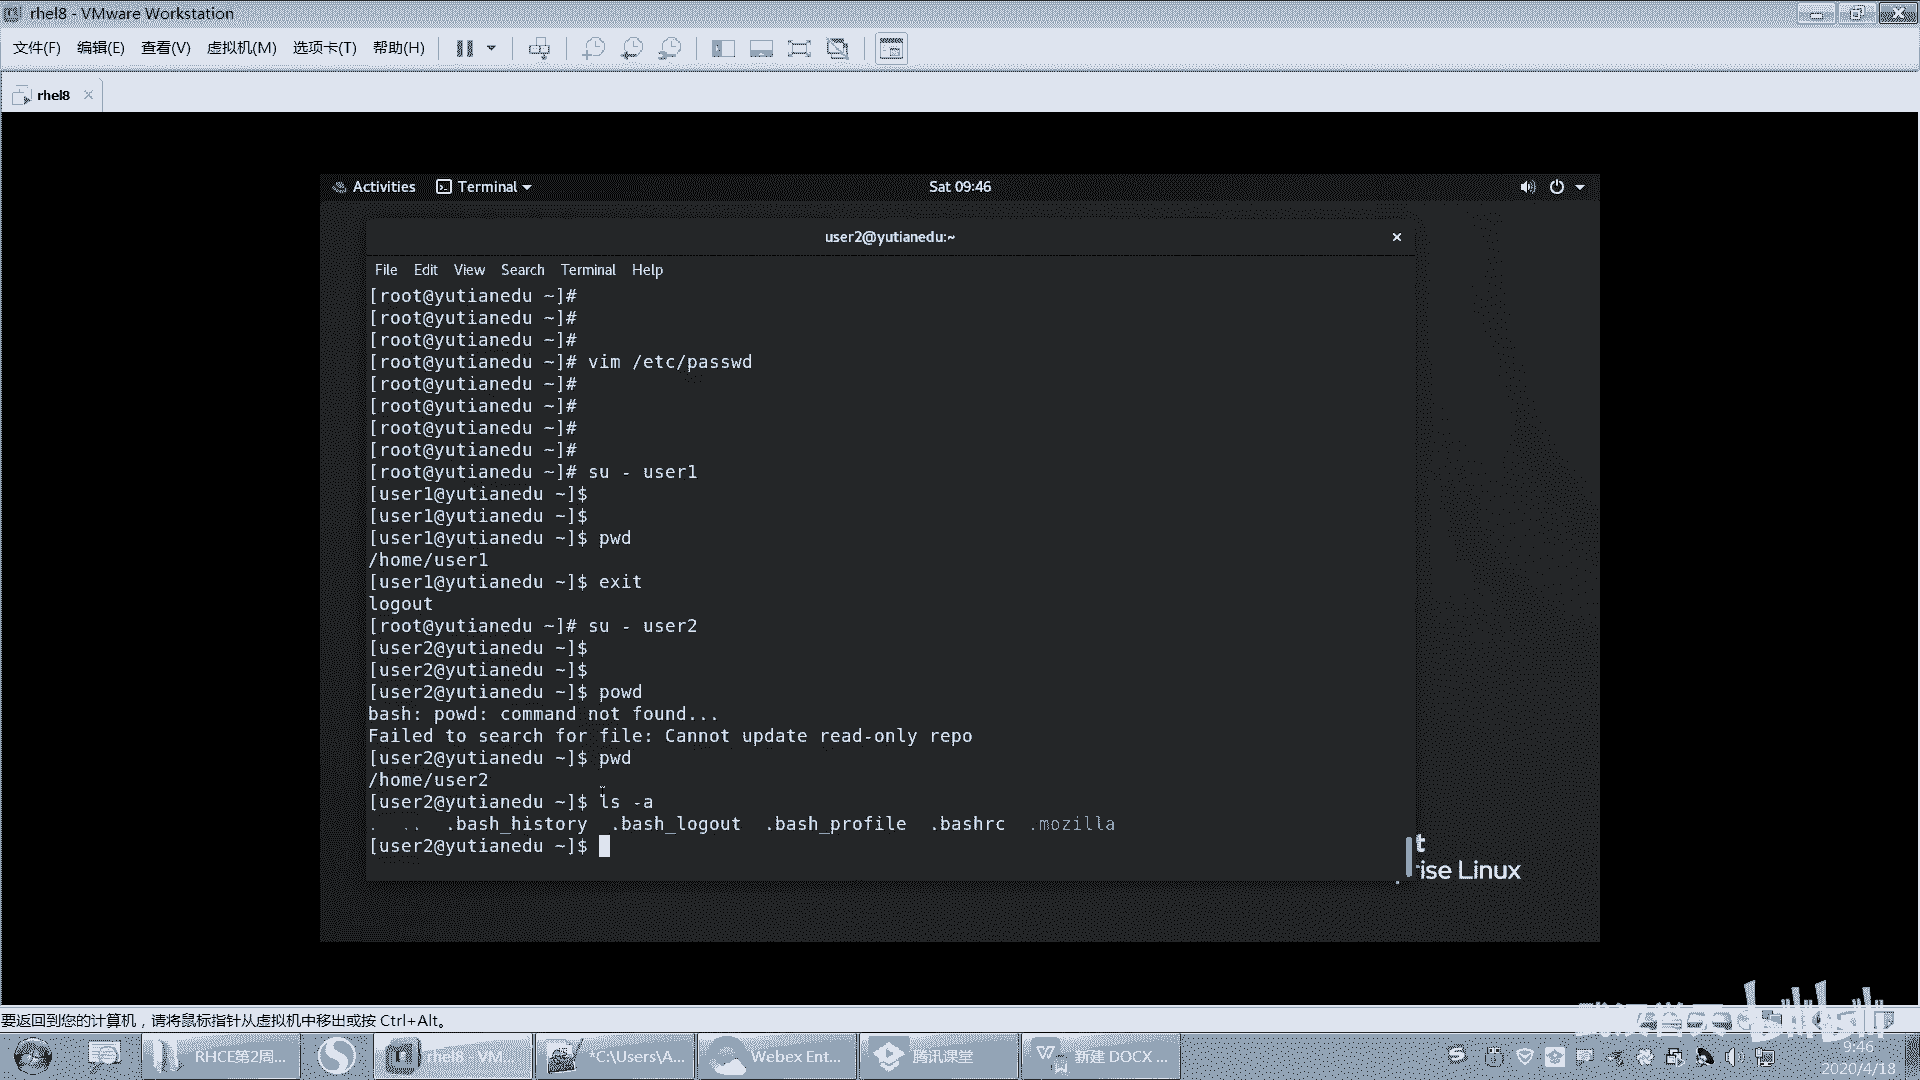 rhel8 - VMware Workstation
文件(F) 编辑(E) 查看(V) 虚拟机(M) 选项卡(T) 帮助(H)
rhel8
Activities Terminal Sat 09:46
user2@yutianedu:~
File Edit View Search Terminal Help
[root@yutianedu ~]#
[root@yutianedu ~]#
[root@yutianedu ~]#
[root@yutianedu ~]# vim /etc/passwd
[root@yutianedu ~]#
[root@yutianedu ~]#
[root@yutianedu ~]#
[root@yutianedu ~]#
[root@yutianedu ~]# su - user1
[user1@yutianedu ~]$
[user1@yutianedu ~]$
[user1@yutianedu ~]$ pwd
/home/user1
[user1@yutianedu ~]$ exit
logout
[root@yutianedu ~]# su - user2
[user2@yutianedu ~]$
[user2@yutianedu ~]$
[user2@yutianedu ~]$ powd
bash: powd: command not found...
Failed to search for file: Cannot update read-only repo
[user2@yutianedu ~]$ pwd
/home/user2
[user2@yutianedu ~]$ ls -a
. .. .bash_history .bash_logout .bash_profile .bashrc .mozilla
[user2@yutianedu ~]$
t
rise Linux
要返回到您的计算机，请将鼠标指针从虚拟机中移出或按 Ctrl+Alt。
bilibili
RHCE第2周... rhel8 - VM... *C:\Users\A... Webex Ent... 腾讯课堂 新建 DOCX ...
9:46
2020/4/18